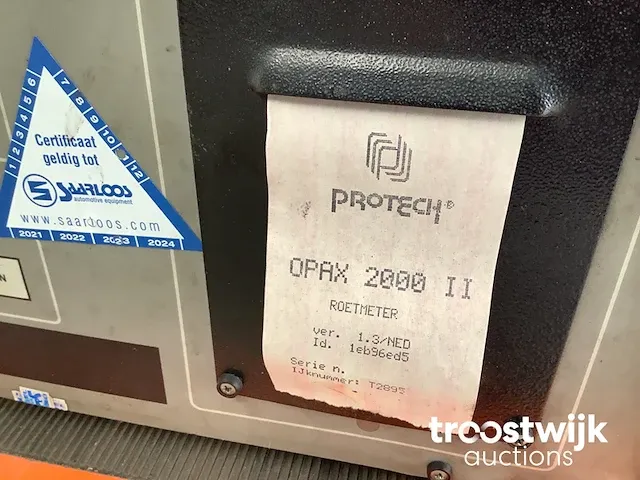 1 2 3 4 5 6
7 8 9 10 11 12
Certificaat
geldig tot
SAARLOOS
automotive equipment
www.saarloos.com
2021 2022 2023 2024
PROTECH®
OPAX 2000 II
ROETMETER
ver. 1.3/NED
Id. 1eb96ed5
Serie n.
IJknummer: T2895
troostwijk
auctions